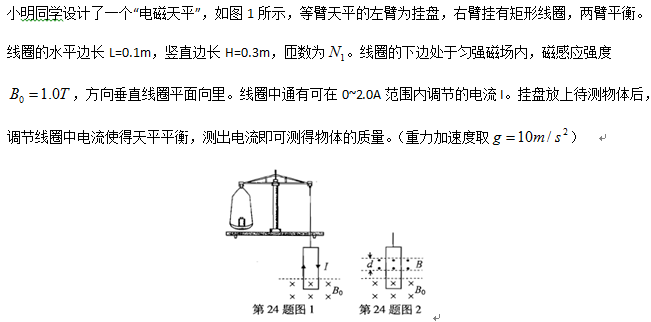 小明同学设计了一个“电磁天平”，如图 1 所示，等臂天平的左臂为挂盘，右臂挂有矩形线圈，两臂平衡。
线圈的水平边长 L=0.1m，竖直边长 H=0.3m，匝数为 N₁。线圈的下边处于匀强磁场内，磁感应强度
B₀ = 1.0T，方向垂直线圈平面向里。线圈中通有可在 0~2.0A 范围内调节的电流 I。挂盘放上待测物体后，
调节线圈中电流使得天平平衡，测出电流即可测得物体的质量。（重力加速度取 g = 10m / s²）
I
B₀
d
B
B₀
第 24 题图 1
第 24 题图 2